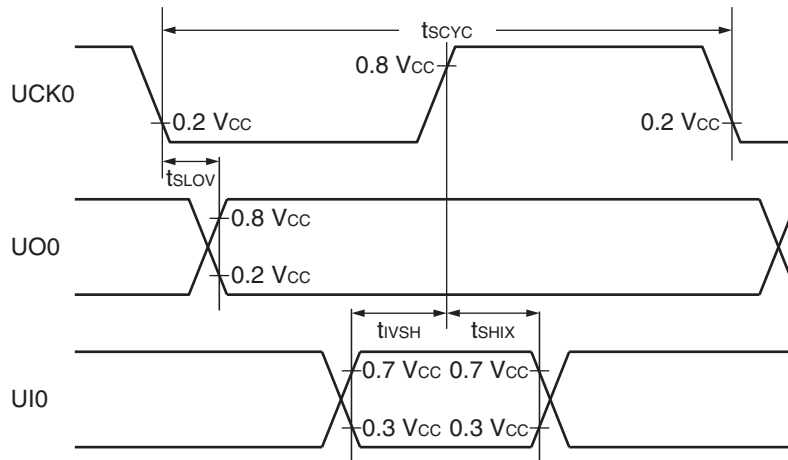 tSCYC
UCK0
0.8 VCC
0.2 VCC
0.2 VCC
tSLOV
UO0
0.8 VCC
0.2 VCC
tIVSH
tSHIX
UI0
0.7 VCC 0.7 VCC
0.3 VCC 0.3 VCC